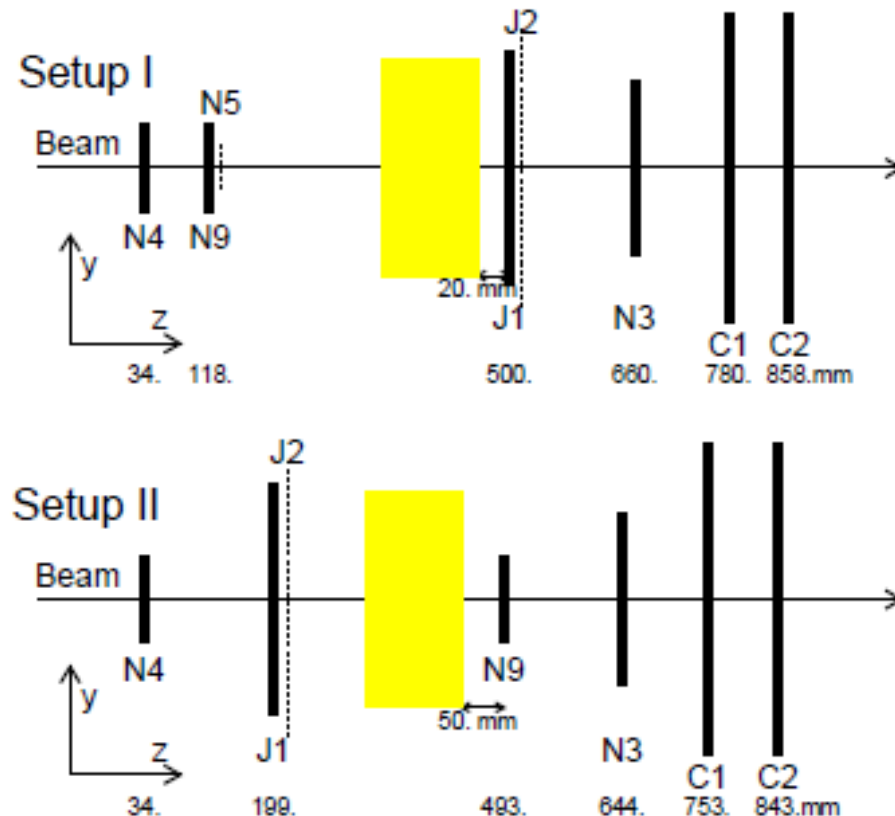 J2
Setup I
N5
Beam
N4 N9
y
20. mm
z
J1 N3
C1 C2
34. 118. 500. 660. 780. 858.mm
J2
Setup II
Beam
N4 N9
y
50. mm
z
J1 N3
C1 C2
34. 199. 493. 644. 753. 843.mm